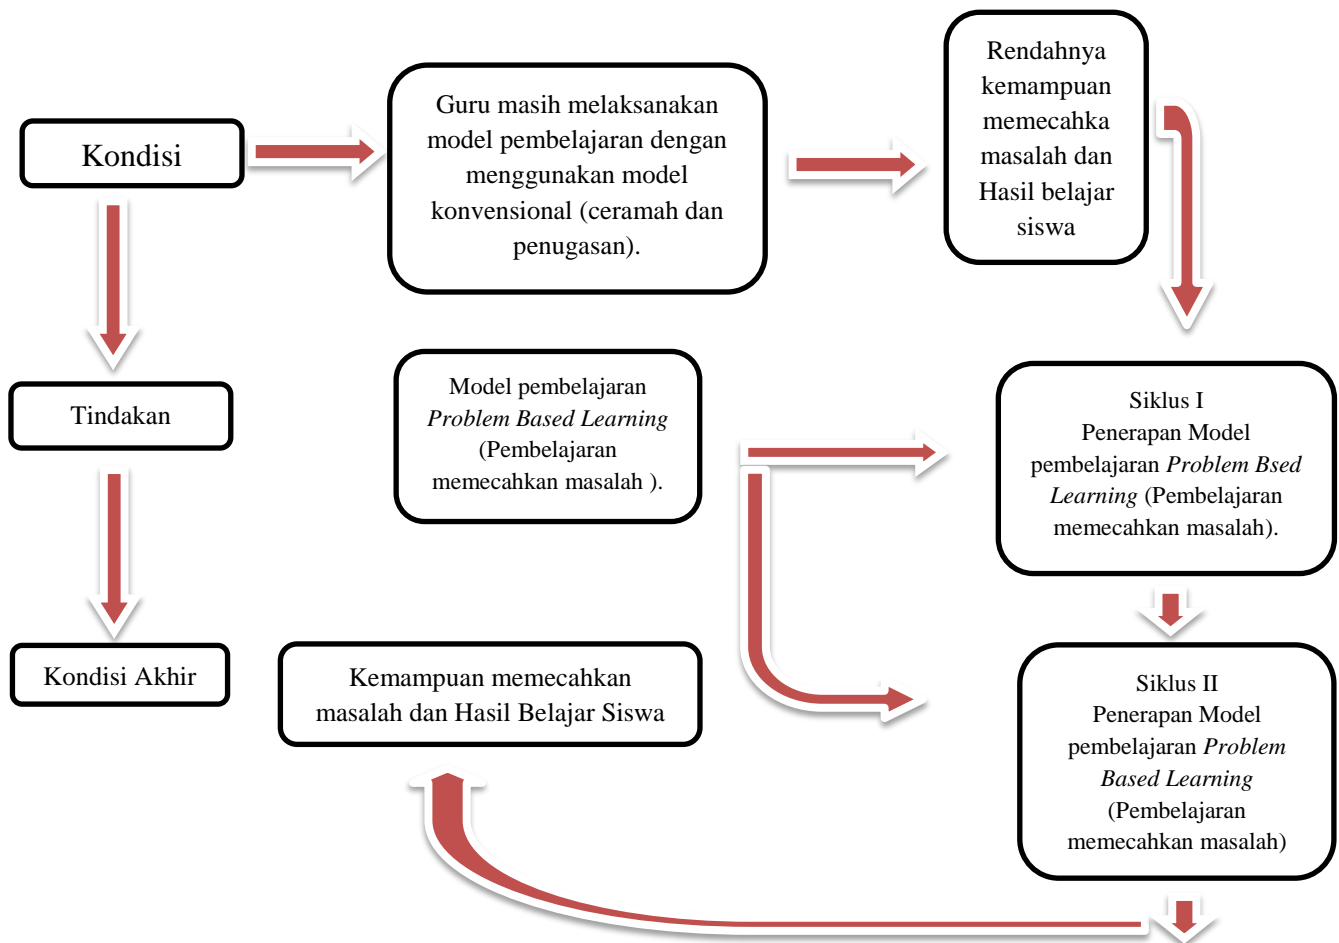 Kondisi
Guru masih melaksanakan
model pembelajaran dengan
menggunakan model
konvensional (ceramah dan
penugasan).
Rendahnya
kemampuan
memecahka
masalah dan
Hasil belajar
siswa
Tindakan
Model pembelajaran
Problem Based Learning
(Pembelajaran
memecahkan masalah ).
Siklus I
Penerapan Model
pembelajaran Problem Bsed
Learning (Pembelajaran
memecahkan masalah).
Kondisi Akhir
Kemampuan memecahkan
masalah dan Hasil Belajar Siswa
Siklus II
Penerapan Model
pembelajaran Problem
Based Learning
(Pembelajaran
memecahkan masalah)